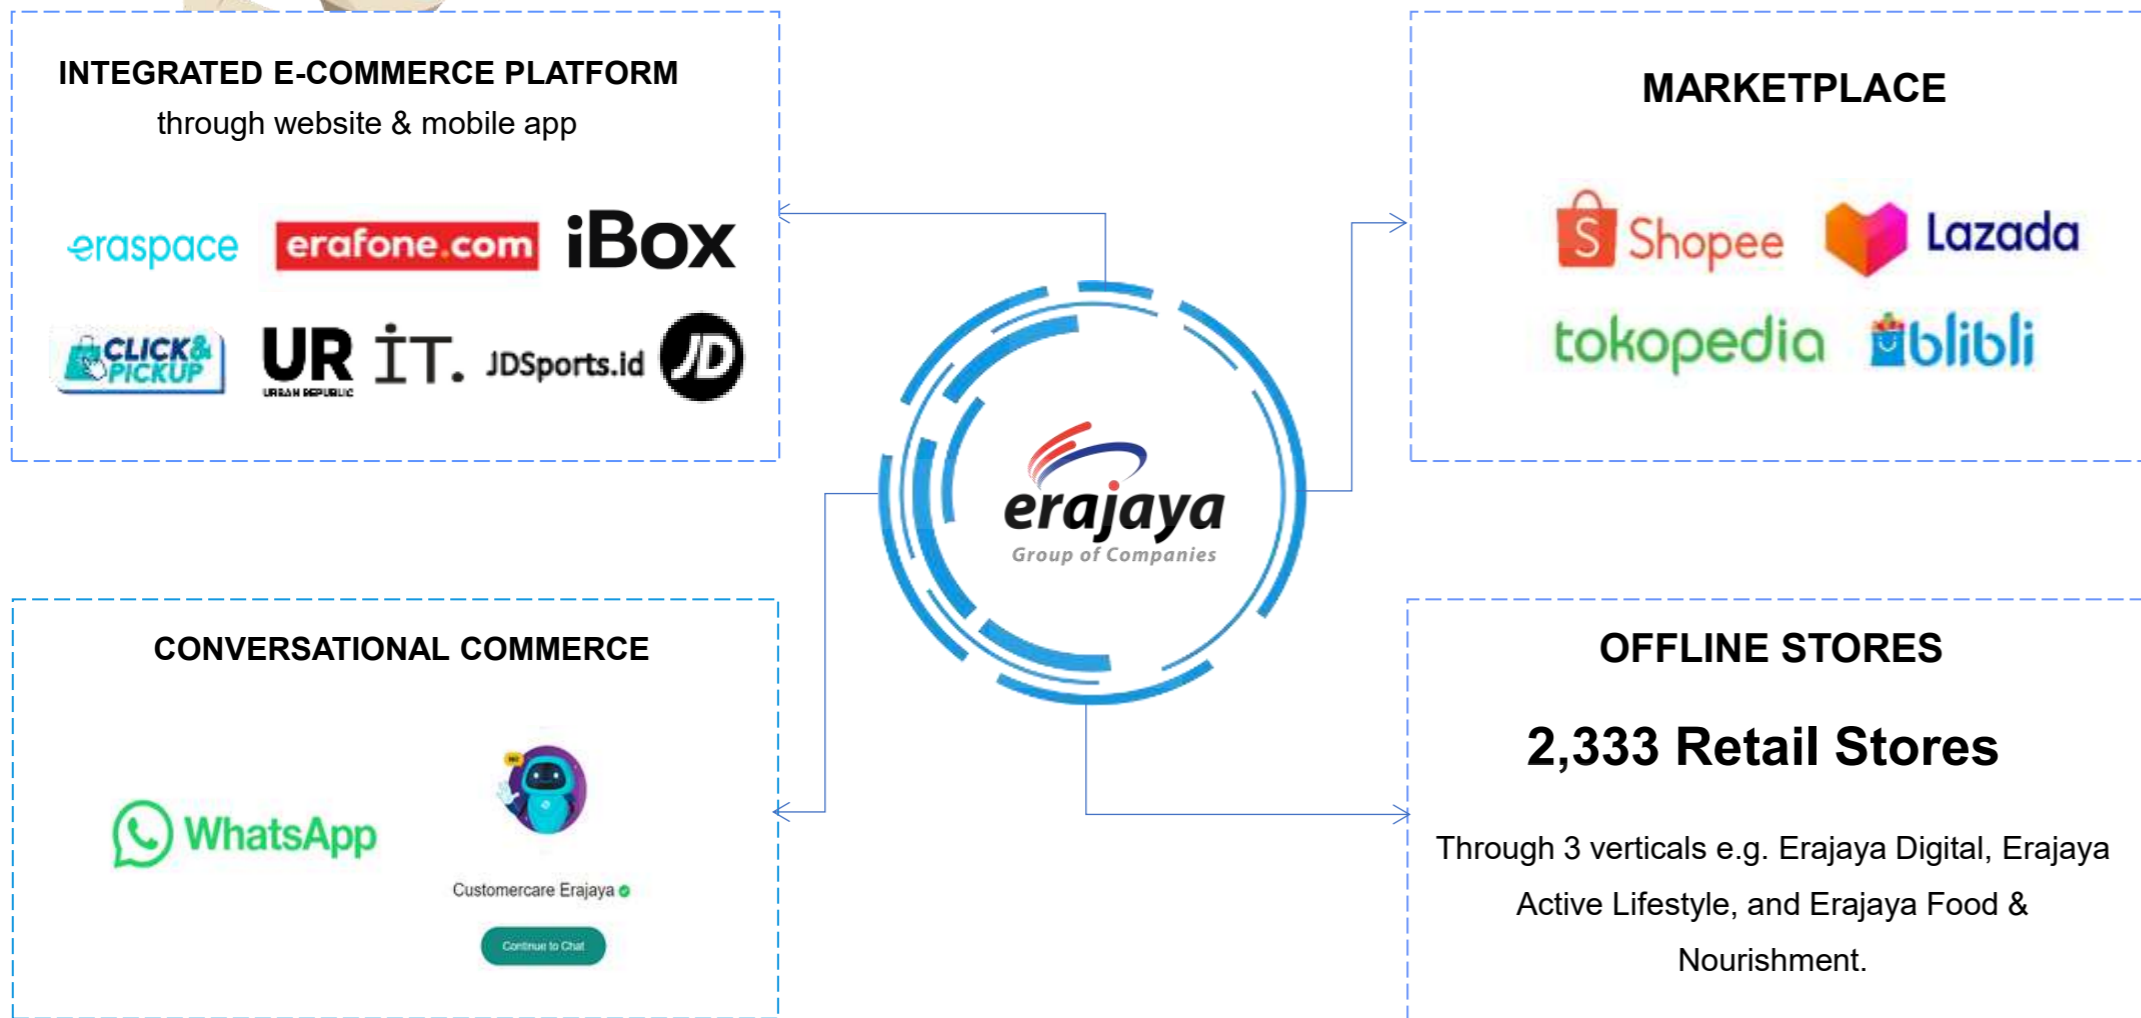 INTEGRATED E-COMMERCE PLATFORM
through website & mobile app
eraspace
erafone.com
iBox
CLICK&
PICKUP
UR
URBAN REPUBLIC
iT.
JDSports.id
JD
MARKETPLACE
S
Shopee
Lazada
tokopedia
blibli
erajaya
Group of Companies
CONVERSATIONAL COMMERCE
WhatsApp
Customercare Erajaya
Continue to Chat
OFFLINE STORES
2,333 Retail Stores
Through 3 verticals e.g. Erajaya Digital, Erajaya
Active Lifestyle, and Erajaya Food &
Nourishment.